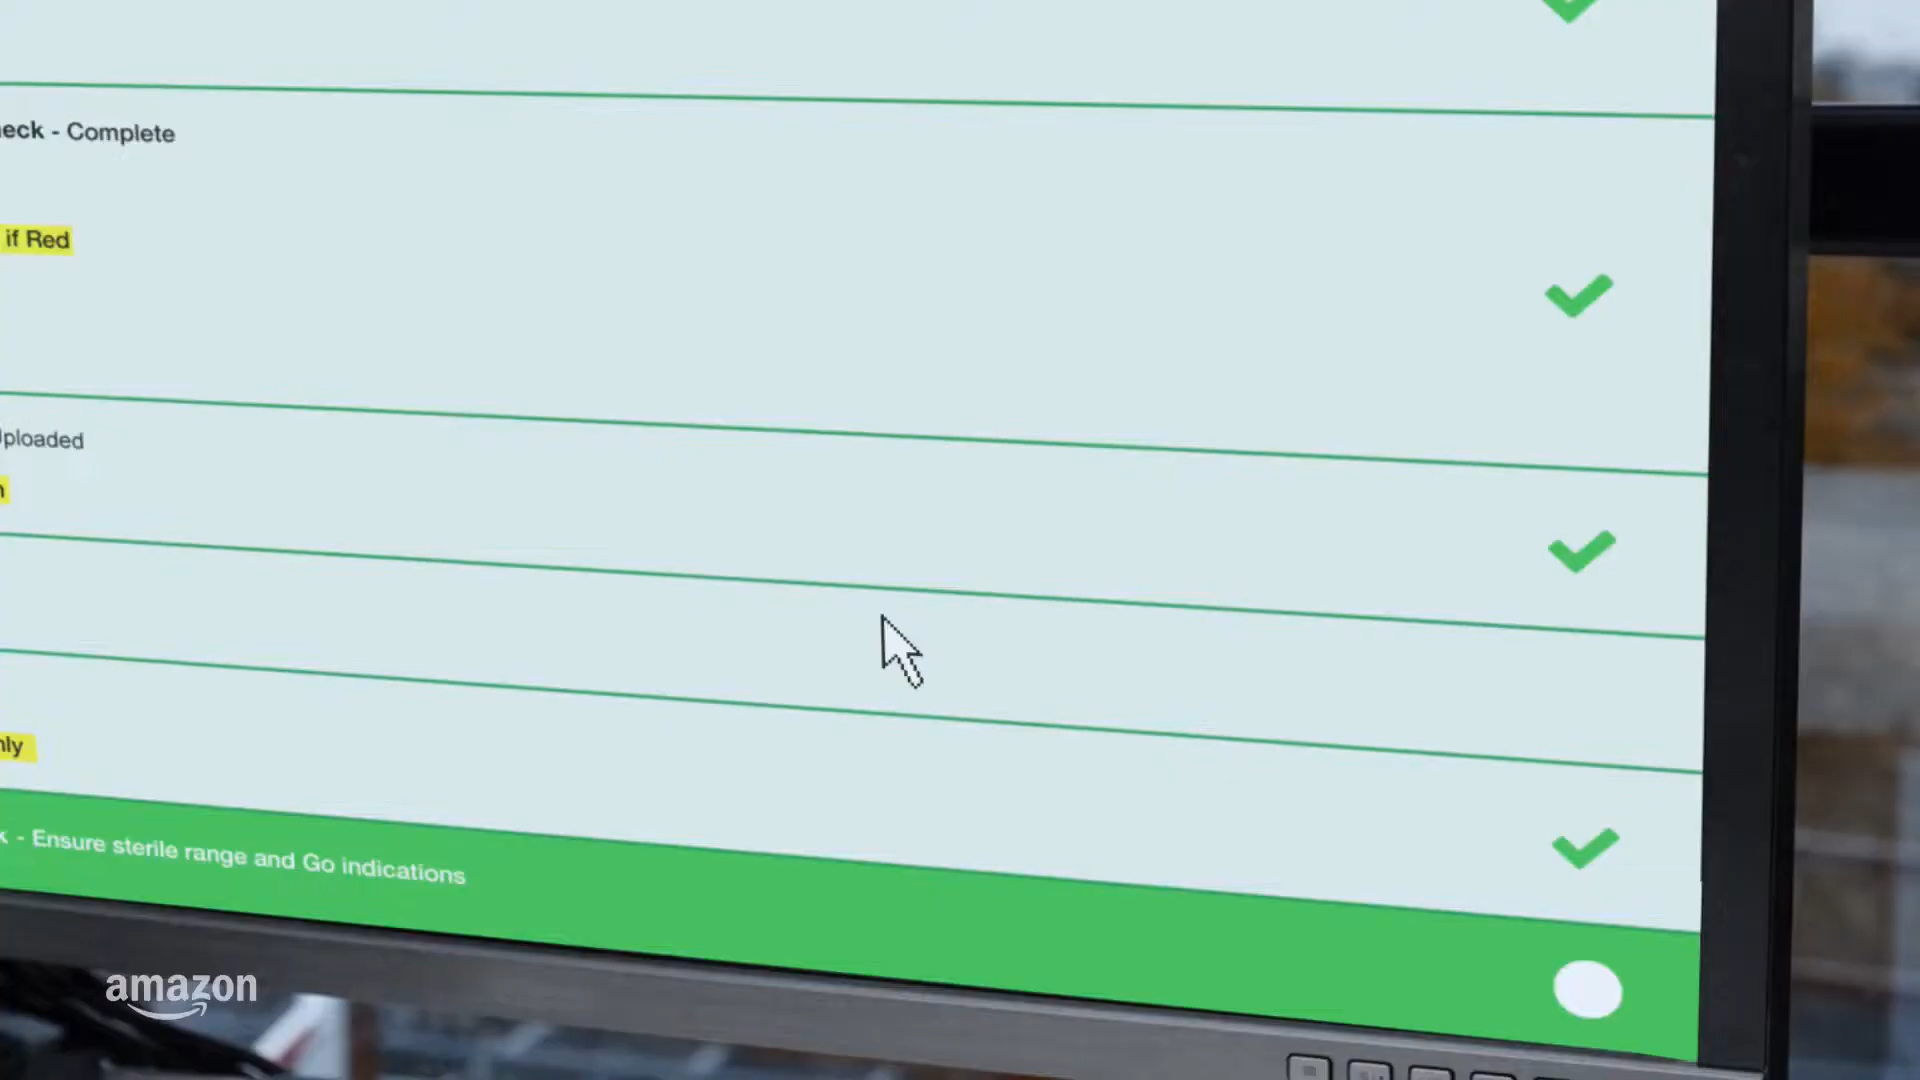 eck - Complete
if Red
ploaded
nly
- Ensure sterile range and Go indications
amazon